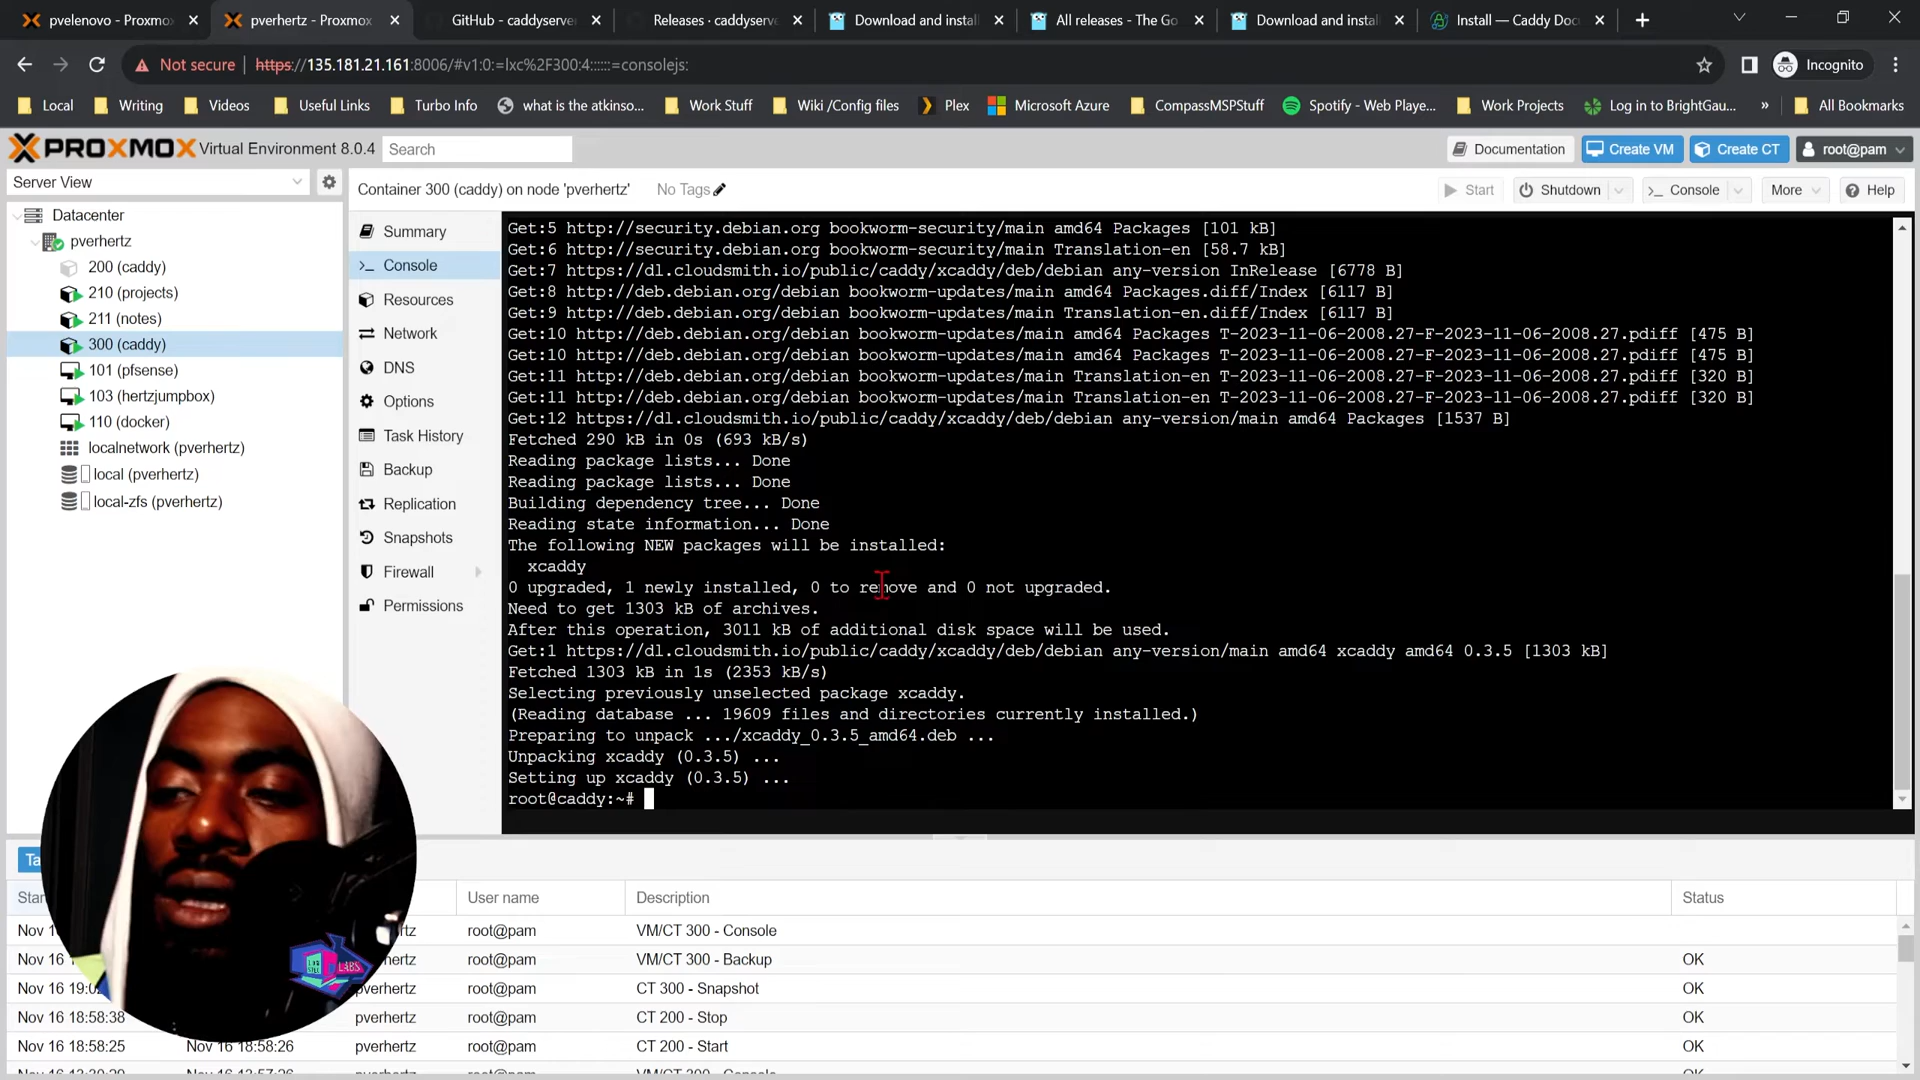 pvelenovo - Proxmo
pverhertz - Proxmox
GitHub - caddyserve
Releases · caddyserve
Download and instal
All releases - The Go
Download and instal
Install — Caddy Doc
Not secure
https://135.181.21.161:8006/#v1:0:=lxc%2F300:4::::::=consolejs:
Incognito
Local
Writing
Videos
Useful Links
Turbo Info
what is the atkinso...
Work Stuff
Wiki /Config files
Plex
Microsoft Azure
CompassMSPStuff
Spotify - Web Playe...
Work Projects
Log in to BrightGau...
»
All Bookmarks
PROXMOX Virtual Environment 8.0.4
Search
Documentation
Create VM
Create CT
root@pam
Server View
Container 300 (caddy) on node 'pverhertz'
No Tags
Start
Shutdown
Console
More
Help
Datacenter
pverhertz
200 (caddy)
210 (projects)
211 (notes)
300 (caddy)
101 (pfsense)
103 (hertzjumpbox)
110 (docker)
localnetwork (pverhertz)
local (pverhertz)
local-zfs (pverhertz)
Summary
Console
Resources
Network
DNS
Options
Task History
Backup
Replication
Snapshots
Firewall
Permissions
Get:5 http://security.debian.org bookworm-security/main amd64 Packages [101 kB]
Get:6 http://security.debian.org bookworm-security/main Translation-en [58.7 kB]
Get:7 https://dl.cloudsmith.io/public/caddy/xcaddy/deb/debian any-version InRelease [6778 B]
Get:8 http://deb.debian.org/debian bookworm-updates/main amd64 Packages.diff/Index [6117 B]
Get:9 http://deb.debian.org/debian bookworm-updates/main Translation-en.diff/Index [6117 B]
Get:10 http://deb.debian.org/debian bookworm-updates/main amd64 Packages T-2023-11-06-2008.27-F-2023-11-06-2008.27.pdiff [475 B]
Get:10 http://deb.debian.org/debian bookworm-updates/main amd64 Packages T-2023-11-06-2008.27-F-2023-11-06-2008.27.pdiff [475 B]
Get:11 http://deb.debian.org/debian bookworm-updates/main Translation-en T-2023-11-06-2008.27-F-2023-11-06-2008.27.pdiff [320 B]
Get:11 http://deb.debian.org/debian bookworm-updates/main Translation-en T-2023-11-06-2008.27-F-2023-11-06-2008.27.pdiff [320 B]
Get:12 https://dl.cloudsmith.io/public/caddy/xcaddy/deb/debian any-version/main amd64 Packages [1537 B]
Fetched 290 kB in 0s (693 kB/s)
Reading package lists... Done
Reading package lists... Done
Building dependency tree... Done
Reading state information... Done
The following NEW packages will be installed:
xcaddy
0 upgraded, 1 newly installed, 0 to remove and 0 not upgraded.
Need to get 1303 kB of archives.
After this operation, 3011 kB of additional disk space will be used.
Get:1 https://dl.cloudsmith.io/public/caddy/xcaddy/deb/debian any-version/main amd64 xcaddy amd64 0.3.5 [1303 kB]
Fetched 1303 kB in 1s (2353 kB/s)
Selecting previously unselected package xcaddy.
(Reading database ... 19609 files and directories currently installed.)
Preparing to unpack .../xcaddy_0.3.5_amd64.deb ...
Unpacking xcaddy (0.3.5) ...
Setting up xcaddy (0.3.5) ...
root@caddy:~#
Ta
Star
User name
Description
Status
Nov 16
rtz
root@pam
VM/CT 300 - Console
Nov 16 1
hertz
root@pam
VM/CT 300 - Backup
OK
Nov 16 19:0
pverhertz
root@pam
CT 300 - Snapshot
OK
Nov 16 18:58:38
pverhertz
root@pam
CT 200 - Stop
OK
Nov 16 18:58:25
Nov 16 18:58:26
pverhertz
root@pam
CT 200 - Start
OK
LABS